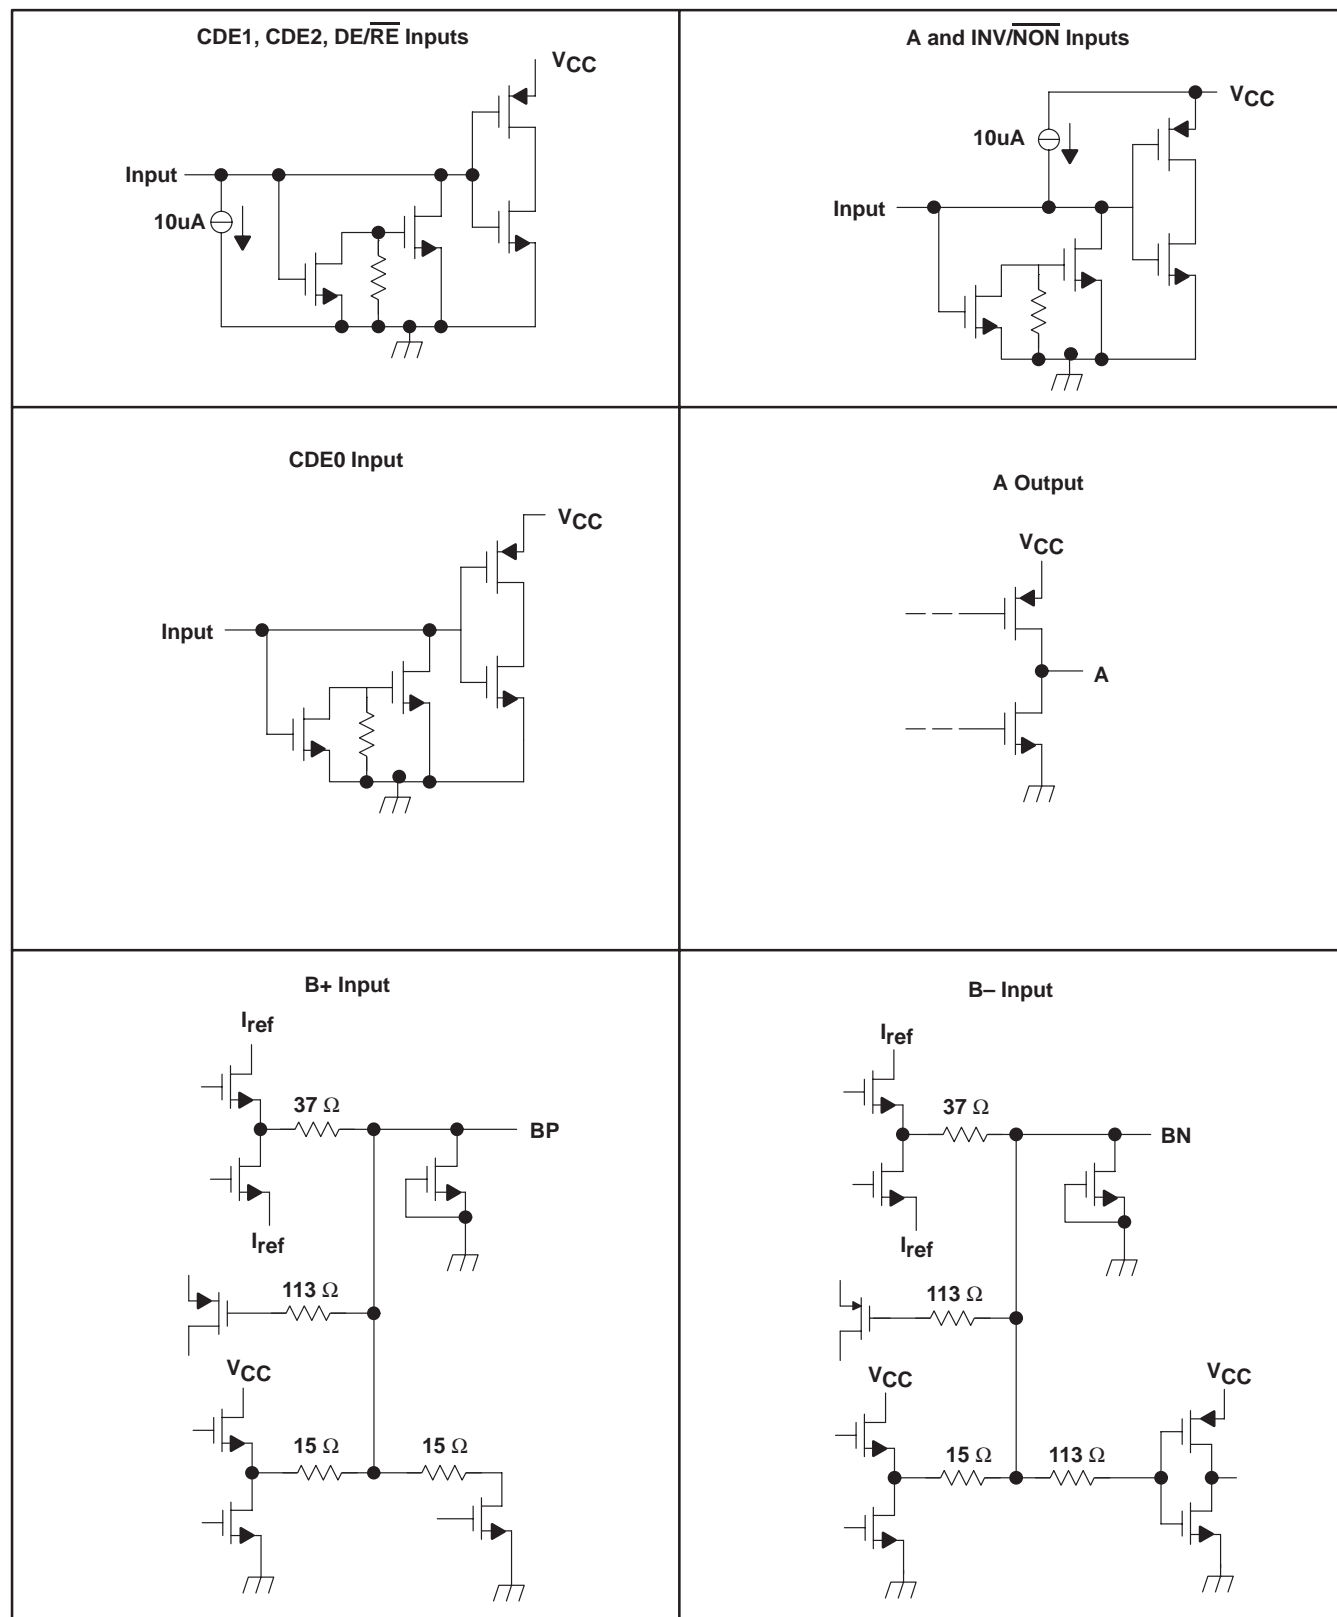 CDE1, CDE2, DE/R̅E̅ Inputs
VCC
Input
10uA
A and INV/N̅O̅N̅ Inputs
VCC
10uA
Input
CDE0 Input
VCC
Input
A Output
VCC
A
B+ Input
Iref
37 Ω
BP
Iref
113 Ω
VCC
15 Ω
15 Ω
B– Input
Iref
37 Ω
BN
Iref
113 Ω
VCC
VCC
15 Ω
113 Ω